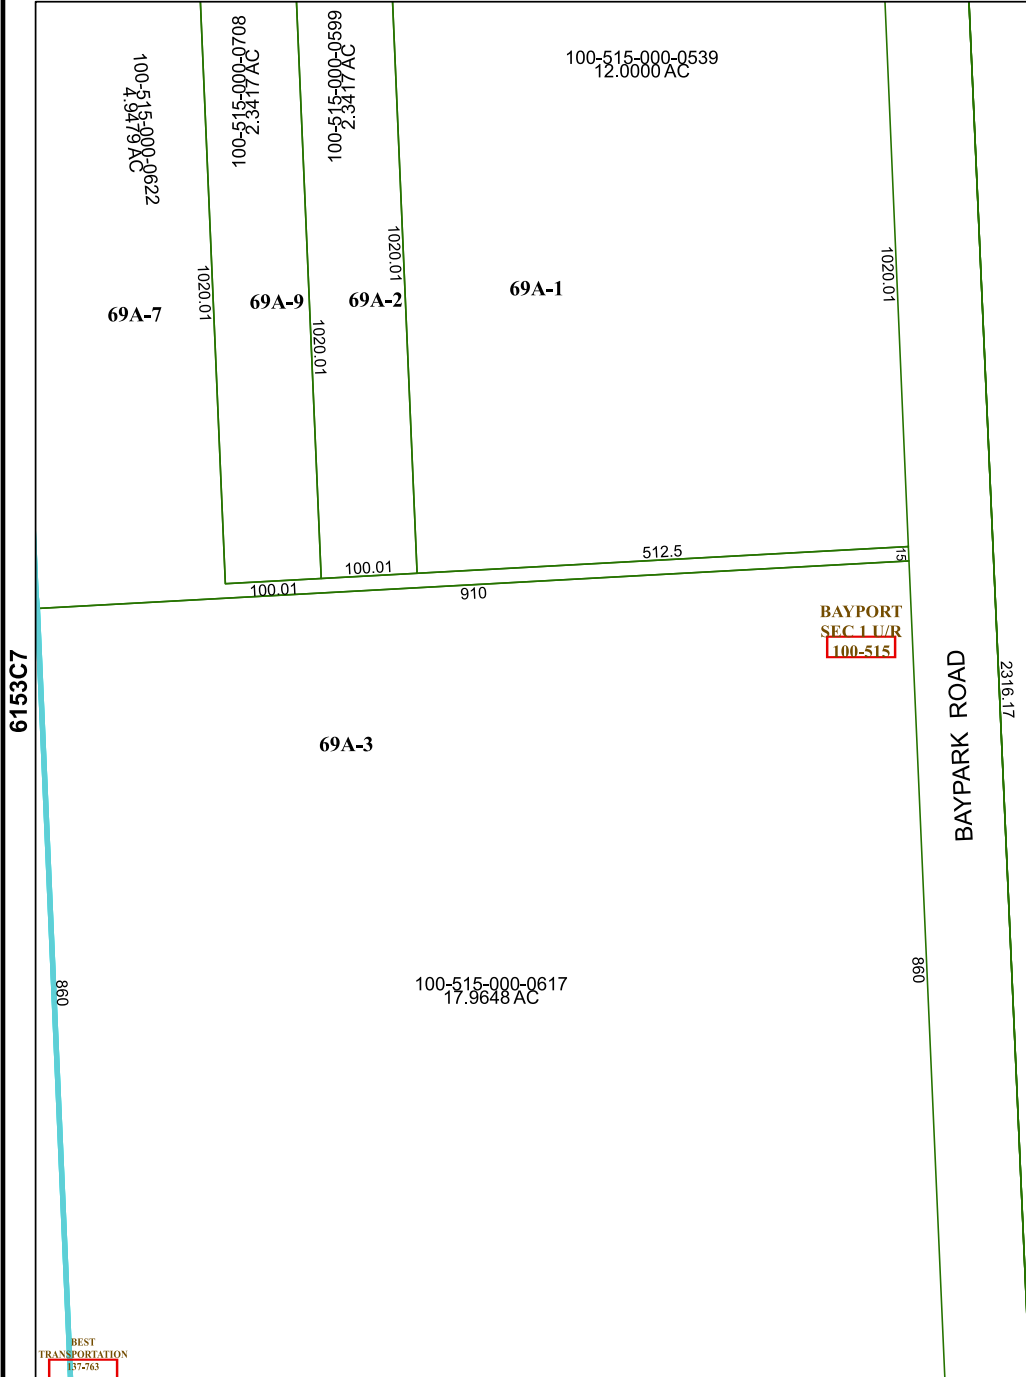 100-515-000-0622
4.9479 AC
100-515-000-0708
2.3417 AC
100-515-000-0599
2.3417 AC
100-515-000-0539
12.0000 AC
1020.01
1020.01
1020.01
1020.01
69A-7
69A-9
69A-2
69A-1
512.5
15
100.01
100.01
910
BAYPORT
SEC 1 U/R
100-515
6153C7
BAYPARK ROAD
2316.17
69A-3
860
100-515-000-0617
17.9648 AC
860
BEST
TRANSPORTATION
137-763